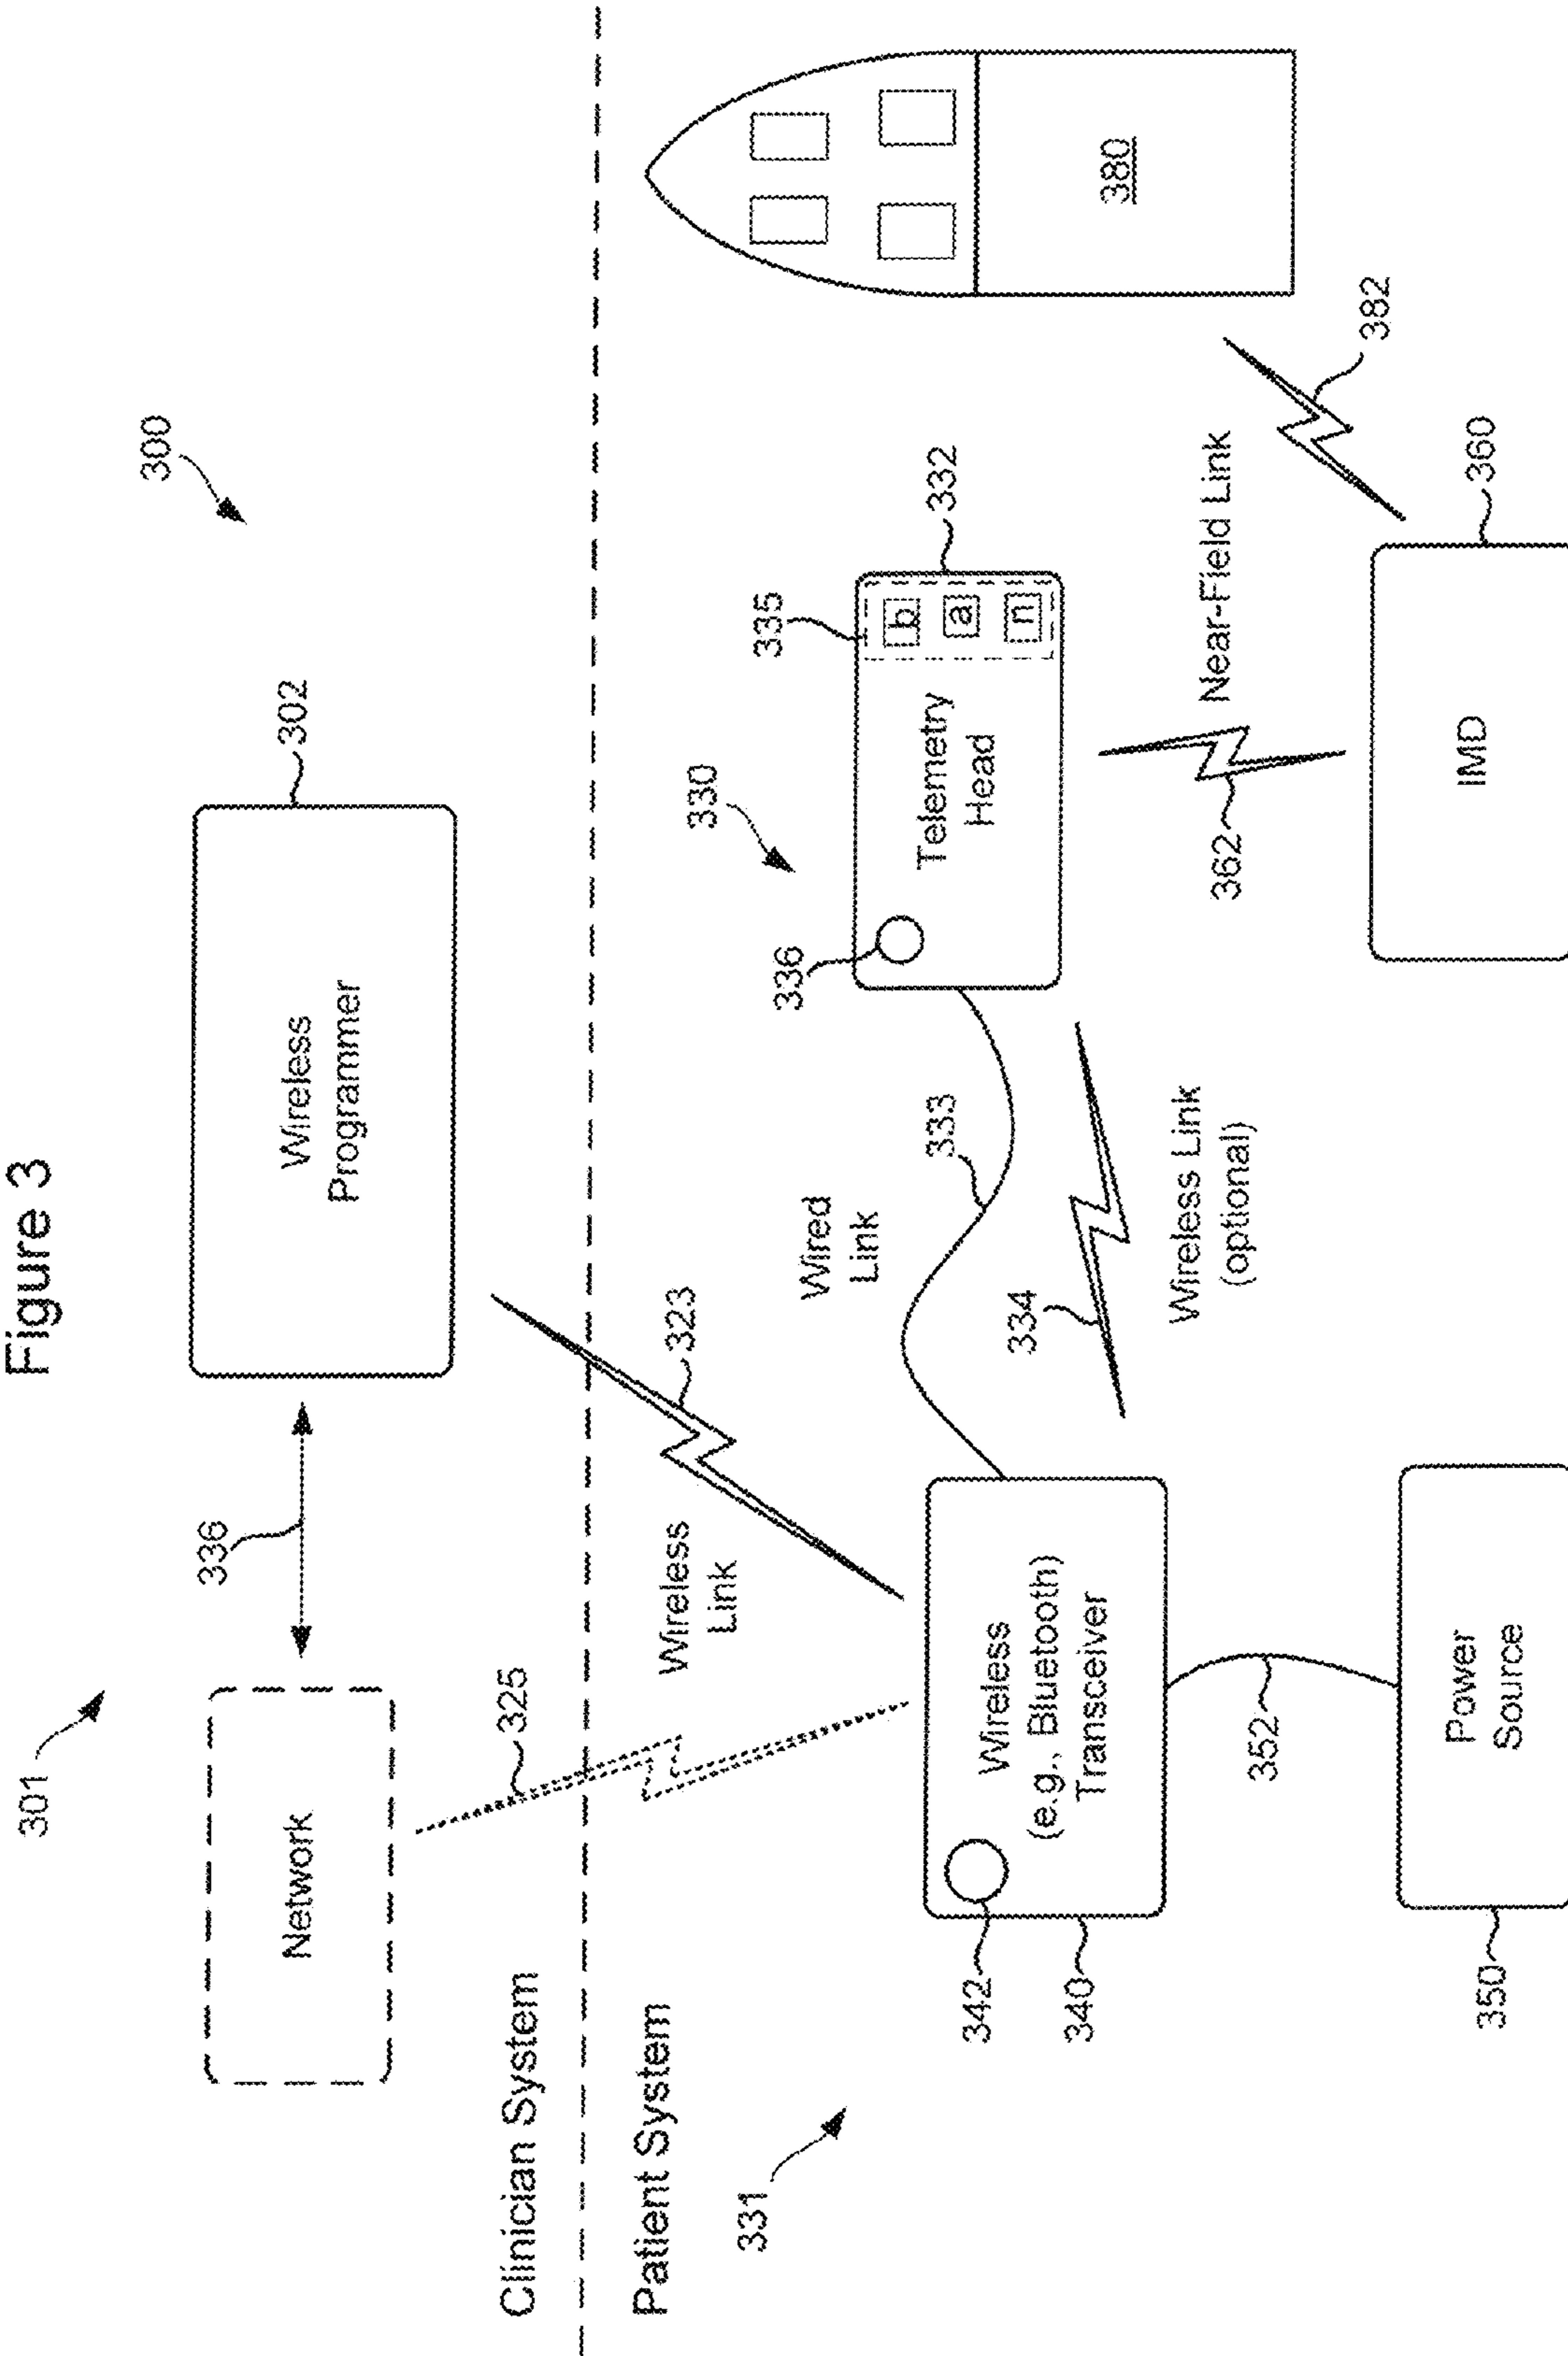 Figure 3
301
300
336
302
Network
Wireless
Programmer
325
323
Clinician System
Patient System
Wireless
Link
331
330
335
336
332
Telemetry
Head
b
a
n
Wired
Link
333
334
Wireless Link
(optional)
342
340
Wireless
(e.g., Bluetooth)
Transceiver
362
Near-Field Link
380
382
352
350
Power
Source
IMD
360